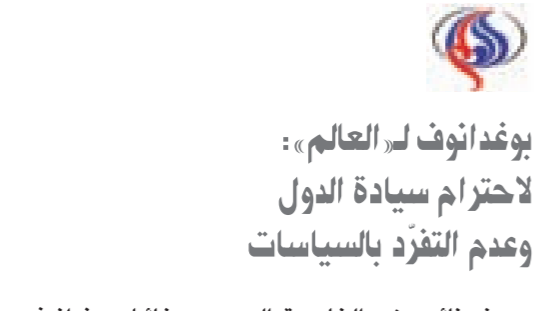 بوغدانوف لـ«العالم»:
لاحترام سيادة الدول
وعدم التفرّد بالسياسات